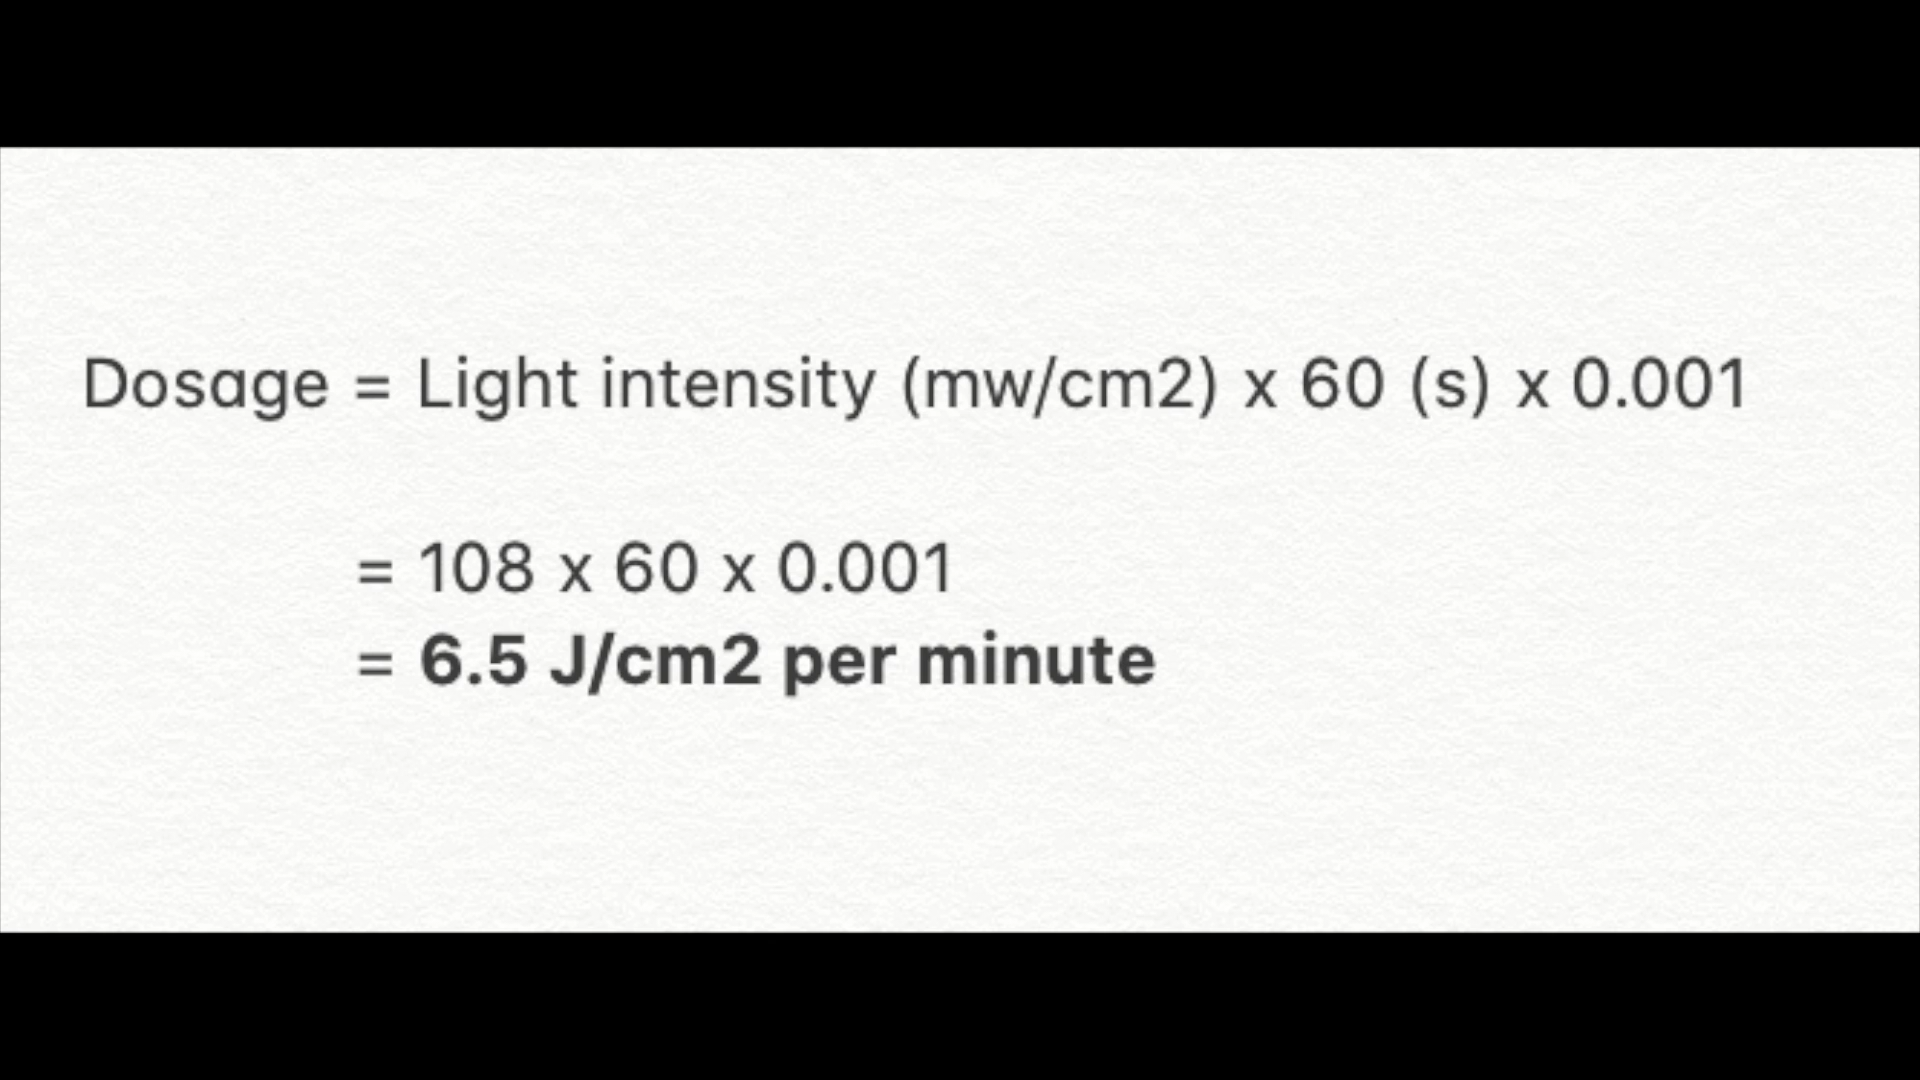 Dosage = Light intensity (mw/cm2) x 60 (s) x 0.001
= 108 x 60 x 0.001
= 6.5 J/cm2 per minute